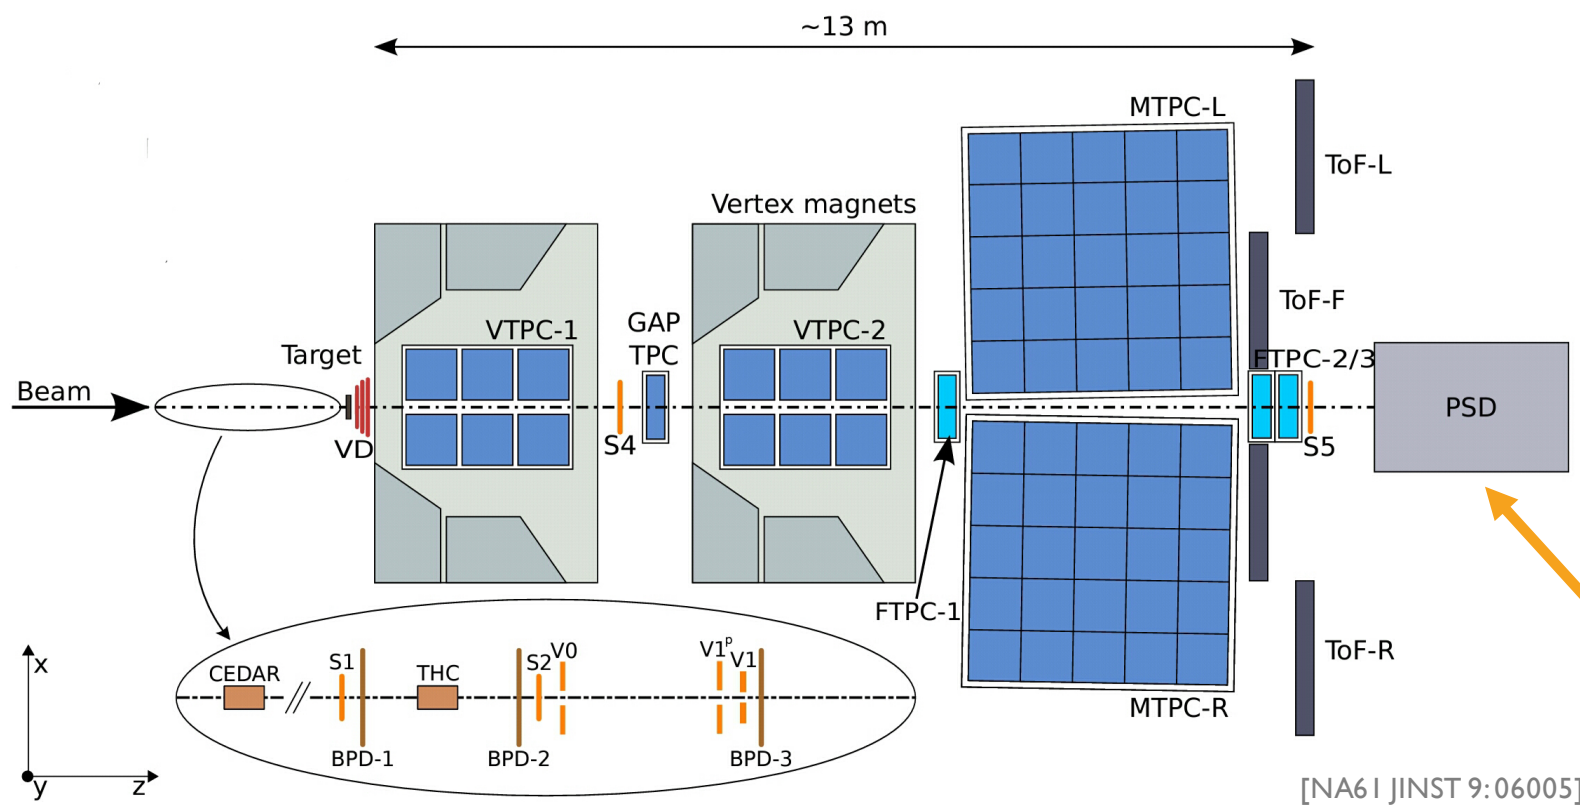 ~13 m
MTPC-L
ToF-L
Vertex magnets
ToF-F
GAP
TPC
VTPC-1
VTPC-2
Target
FTPC-2/3
Beam
PSD
VD
S4
S5
FTPC-1
ToF-R
MTPC-R
CEDAR
S1
THC
S2
V0
V1p
V1
BPD-1
BPD-2
BPD-3
x
y
z
[NA61 JINST 9:06005]